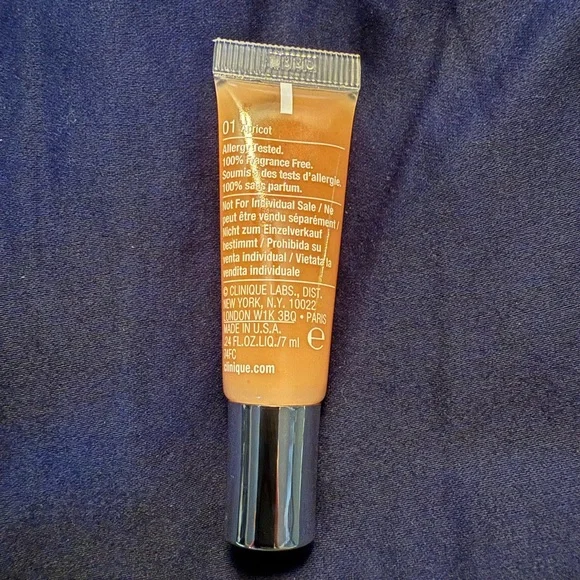 01 Apricot
Allergy Tested.
100% Fragrance Free.
Soumis à des tests d'allergie.
100% sans parfum.
Not For Individual Sale / Ne
peut être vendu séparément /
Nicht zum Einzelverkauf
bestimmt / Prohibida su
venta individual / Vietata la
vendita individuale
© CLINIQUE LABS., DIST.
NEW YORK, N.Y. 10022
LONDON W1K 3BQ • PARIS
MADE IN U.S.A.
.24 FL.OZ.LIQ./7 ml e
clinique.com